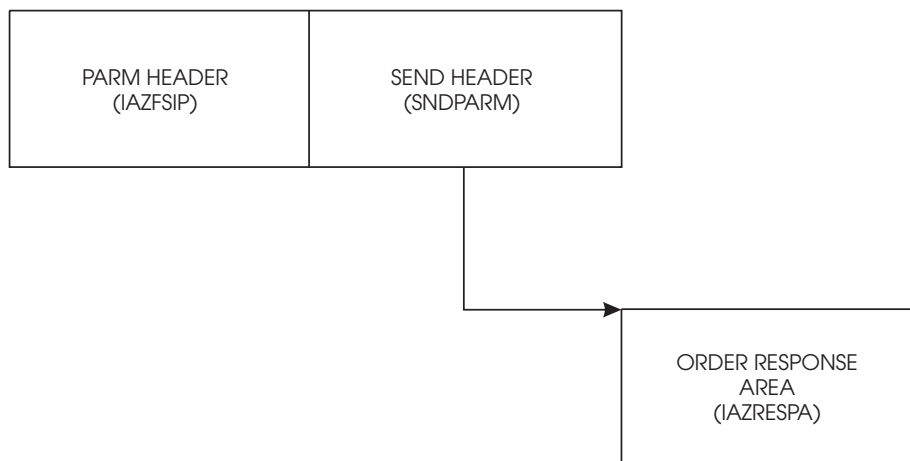 PARM HEADER
(IAZFSIP)
SEND HEADER
(SNDPARM)
ORDER RESPONSE
AREA
(IAZRESPA)